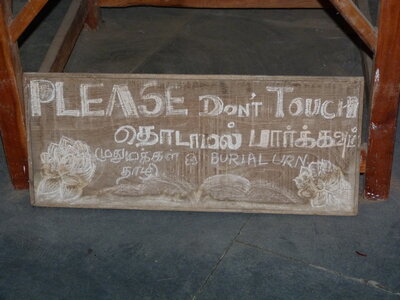 PLEASE DON'T TOUCH
தொடாமல் பார்க்கவும்
முதுமக்கள் @ BURIAL URN
தாழி